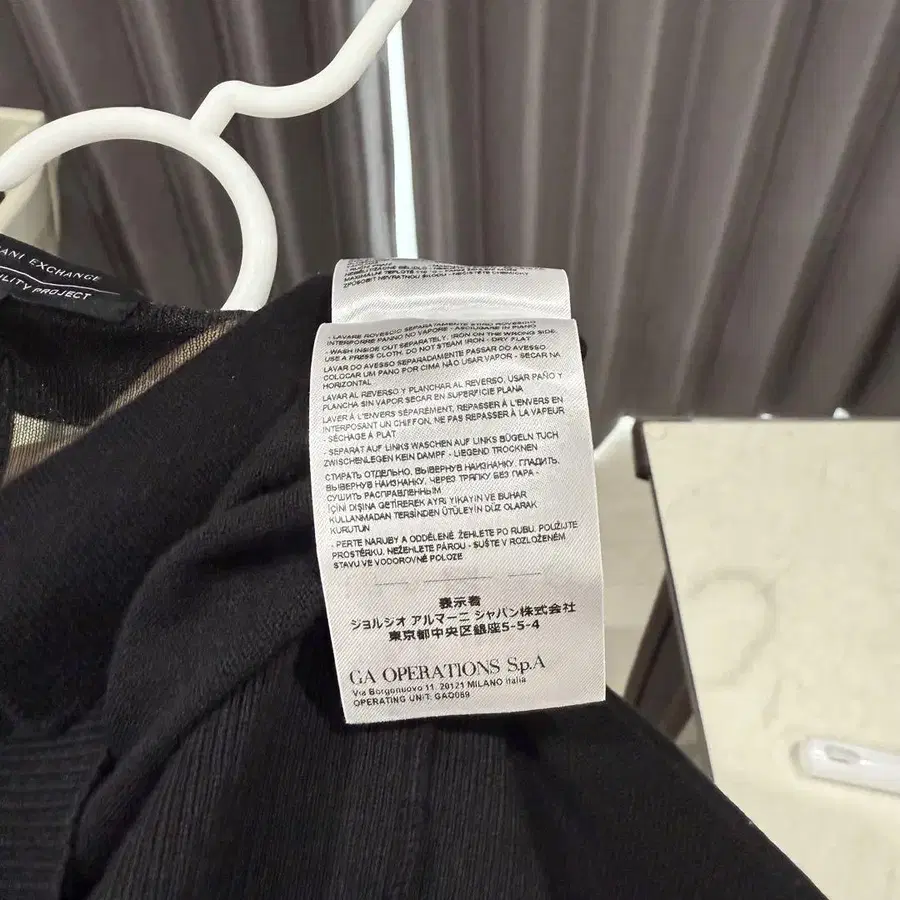 ANI EXCHANGE
ILITY PROJECT
MAXIMÁLNÍ TEPLOTĚ 110
ZPŮSOBIT NEVRATNOU ŠKODU - NEČISTĚTE CHEMICKY
- LAVARE ROVESCIO SEPARATAMENTE STIRO ROVESCIO
INTERPORRE PANNO NO VAPORE - ASCIUGARE IN PIANO
- WASH INSIDE OUT SEPARATELY. IRON ON THE WRONG SIDE.
USE A PRESS CLOTH. DO NOT STEAM IRON - DRY FLAT
LAVAR DO AVESSO SEPARADAMENTE PASSAR DO AVESSO
COLOCAR UM PANO POR CIMA NÃO USAR VAPOR - SECAR NA
HORIZONTAL
LAVAR AL REVERSO Y PLANCHAR AL REVERSO, USAR PAÑO Y
PLANCHA SIN VAPOR SECAR EN SUPERFICIE PLANA
LAVER À L'ENVERS SÉPARÉMENT, REPASSER À L'ENVERS EN
INTERPOSANT UN CHIFFON, NE PAS REPASSER À LA VAPEUR
- SÉCHAGE À PLAT
- SEPARAT AUF LINKS WASCHEN AUF LINKS BÜGELN TUCH
ZWISCHENLEGEN KEIN DAMPF - LIEGEND TROCKNEN
СТИРАТЬ ОТДЕЛЬНО, ВЫВЕРНУВ НАИЗНАНКУ, ГЛАДИТЬ,
ВЫВЕРНУВ НАИЗНАНКУ, ЧЕРЕЗ ТРЯПКУ БЕЗ ПАРА -
СУШИТЬ РАСПРАВЛЕННЫМ
İÇİNİ DIŞINA GETİREREK AYRI YIKAYIN VE BUHAR
KULLANMADAN TERSİNDEN ÜTÜLEYİN DÜZ OLARAK
KURUTUN
- PERTE NARUBY A ODDĚLENĚ ŽEHLETE PO RUBU. POUŽIJTE
PROSTĚRKU. NEŽEHLETE PÁROU - SUŠTE V ROZLOŽENÉM
STAVU VE VODOROVNÉ POLOZE
表示者
ジョルジオ アルマーニ ジャパン株式会社
東京都中央区銀座5-5-4
GA OPERATIONS S.p.A
Via Borgonuovo 11, 20121 MILANO Italia
OPERATING UNIT: GAO069